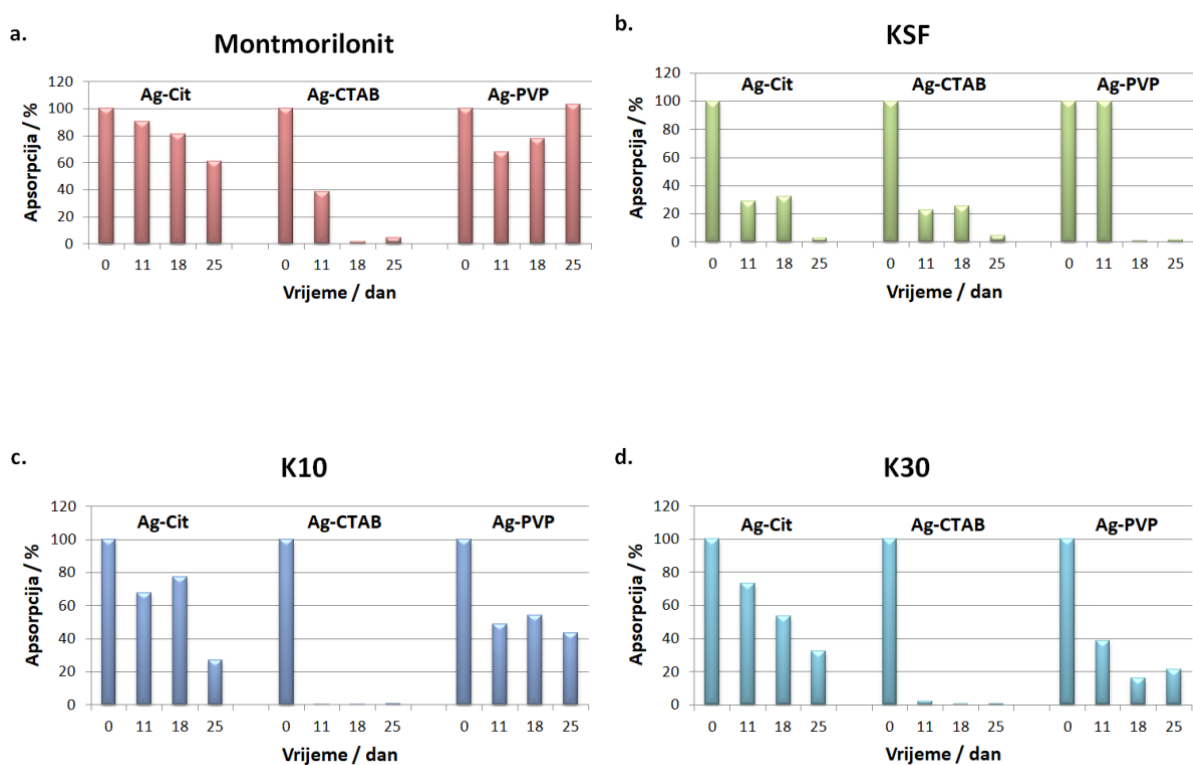 a.
Montmorilonit
Apsorpcija / %
120
100
80
60
40
20
0
Ag-Cit Ag-CTAB Ag-PVP
0 11 18 25 0 11 18 25 0 11 18 25
Vrijeme / dan
b.
KSF
Apsorpcija / %
120
100
80
60
40
20
0
Ag-Cit Ag-CTAB Ag-PVP
0 11 18 25 0 11 18 25 0 11 18 25
Vrijeme / dan
c.
K10
Apsorpcija / %
120
100
80
60
40
20
0
Ag-Cit Ag-CTAB Ag-PVP
0 11 18 25 0 11 18 25 0 11 18 25
Vrijeme / dan
d.
K30
Apsorpcija / %
120
100
80
60
40
20
0
Ag-Cit Ag-CTAB Ag-PVP
0 11 18 25 0 11 18 25 0 11 18 25
Vrijeme / dan